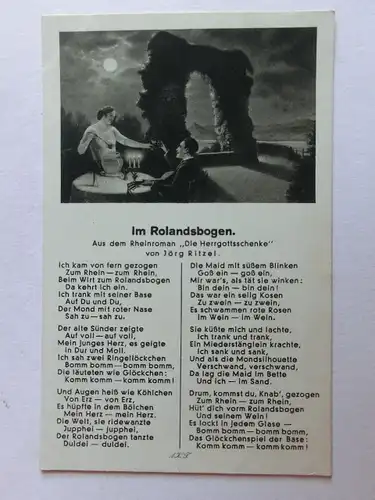 Im Rolandsbogen.
Aus dem Rheinroman „Die Herrgottsschenke"
von Jörg Ritzel.
Ich kam von fern gezogen
Zum Rhein — zum Rhein,
Beim Wirt zum Rolandsbogen
Da kehrt ich ein.
Ich trank mit seiner Base
Auf Du und Du,
Der Mond mit roter Nase
Sah zu — sah zu.
Der alte Sünder zeigte
Auf voll — auf voll,
Mein junges Herz, es geigte
In Dur und Moll.
Ich sah zwei Ringellöckchen
Bomm bomm — bomm bomm,
Die läuteten wie Glöckchen:
Komm komm — komm komm!
Und Augen heiß wie Köhlchen
Von Erz — von Erz,
Es hüpfte in dem Bölchen
Mein Herz — mein Herz.
Die Welt, sie ridewanzte
Juppheì — juppheì,
Der Rolandsbogen tanzte
Duldeì — duldeì.
Die Maid mit süßem Blinken
Goß ein — goß ein,
Mir war's, als tät sie winken:
Bin dein — bin dein!
Das war ein selig Kosen
Zu zwein — zu zwein,
Es schwammen rote Rosen
Im Wein — im Wein.
Sie küßte mich und lachte,
Ich trank und trank,
Ein Miederstänglein krachte,
Ich sank und sank,
Und als die Mondsilhouette
Verschwand, verschwand,
Da lag die Maid im Bette
Und ich — im Sand.
Drum, kommst du, Knab', gezogen
Zum Rhein — zum Rhein,
Hüt' dich vorm Rolandsbogen
Und seinem Wein!
Es lockt in jedem Glase —
Bomm bomm — bomm bomm,
Das Glöckchenspiel der Base:
Komm komm — komm komm!